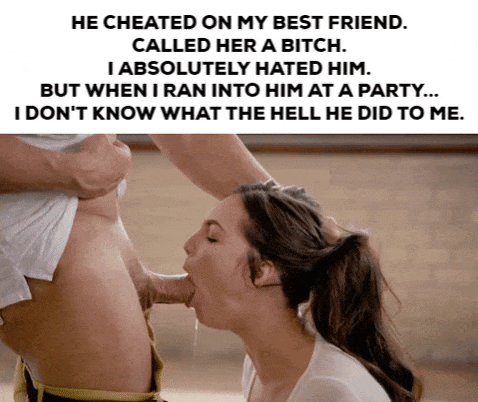 HE CHEATED ON MY BEST FRIEND.
CALLED HER A BITCH.
I ABSOLUTELY HATED HIM.
BUT WHEN I RAN INTO HIM AT A PARTY...
I DON'T KNOW WHAT THE HELL HE DID TO ME.